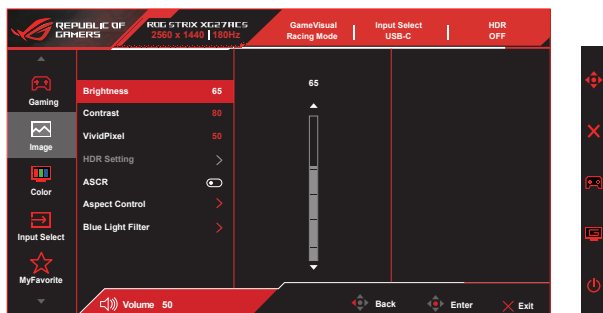 REPUBLIC OF
GAMERS
ROG STRIX XG27ACS
2560 x 1440 180Hz
GameVisual
Racing Mode
Input Select
USB-C
HDR
OFF
Gaming
Image
Color
Input Select
MyFavorite
Brightness 65
Contrast 80
VividPixel 50
HDR Setting
ASCR
Aspect Control
Blue Light Filter
65
Volume 50
Back
Enter
Exit